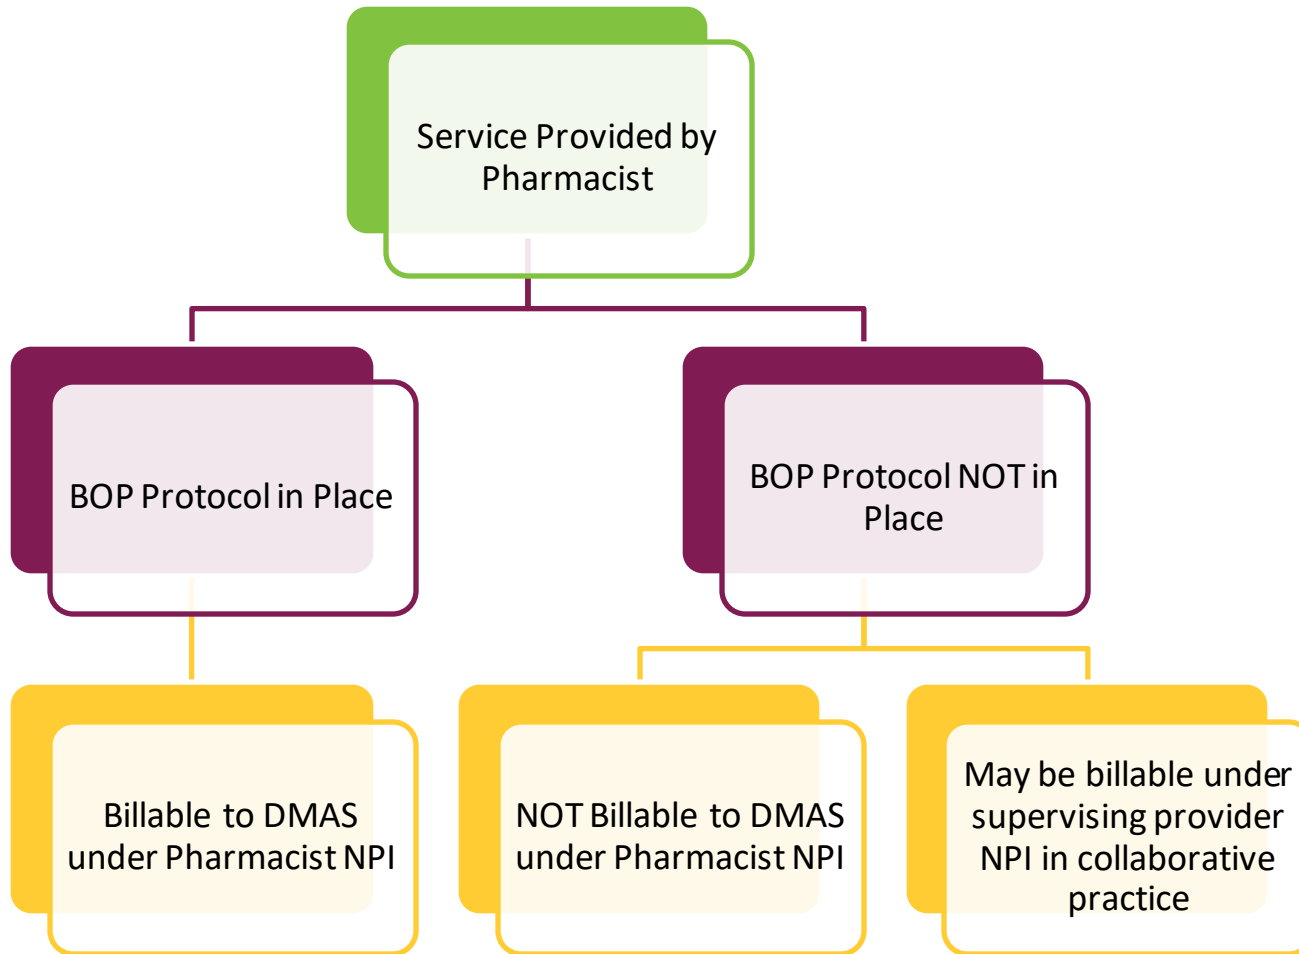 Service Provided by
Pharmacist
BOP Protocol in Place
BOP Protocol NOT in
Place
Billable to DMAS
under Pharmacist NPI
NOT Billable to DMAS
under Pharmacist NPI
May be billable under
supervising provider
NPI in collaborative
practice